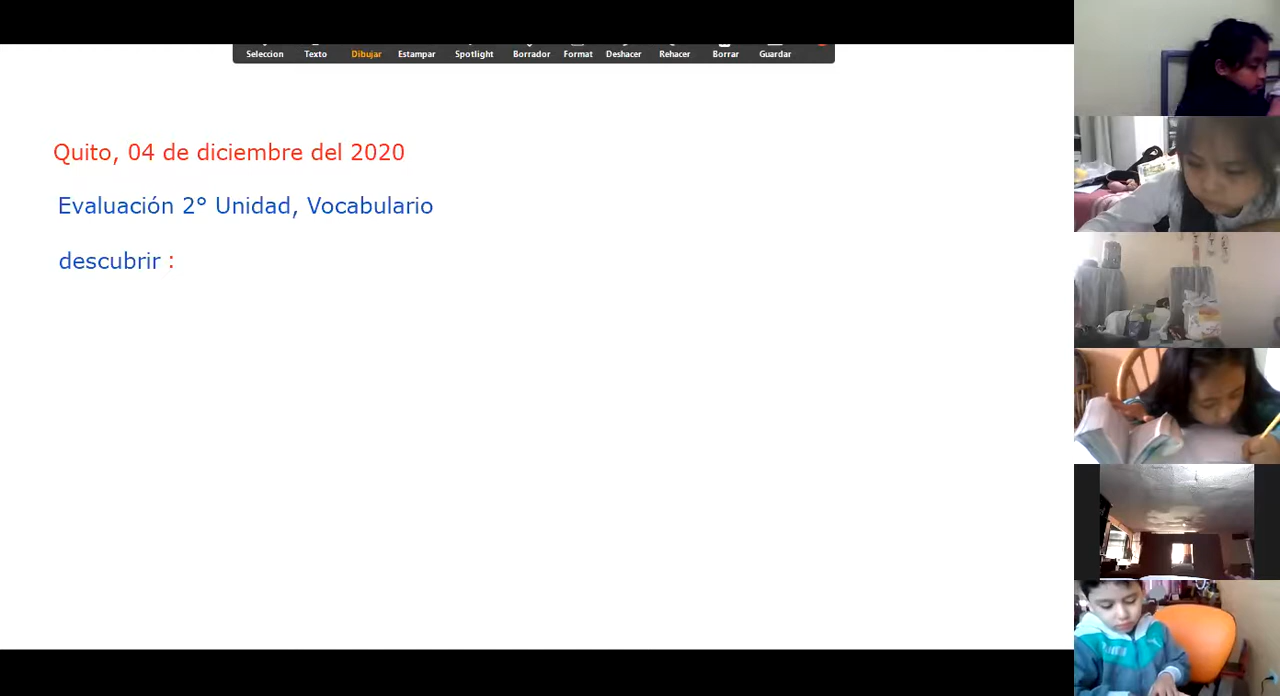 Seleccion Texto Dibujar Estampar Spotlight Borrador Format Deshacer Rehacer Borrar Guardar
Quito, 04 de diciembre del 2020
Evaluación 2° Unidad, Vocabulario
descubrir :